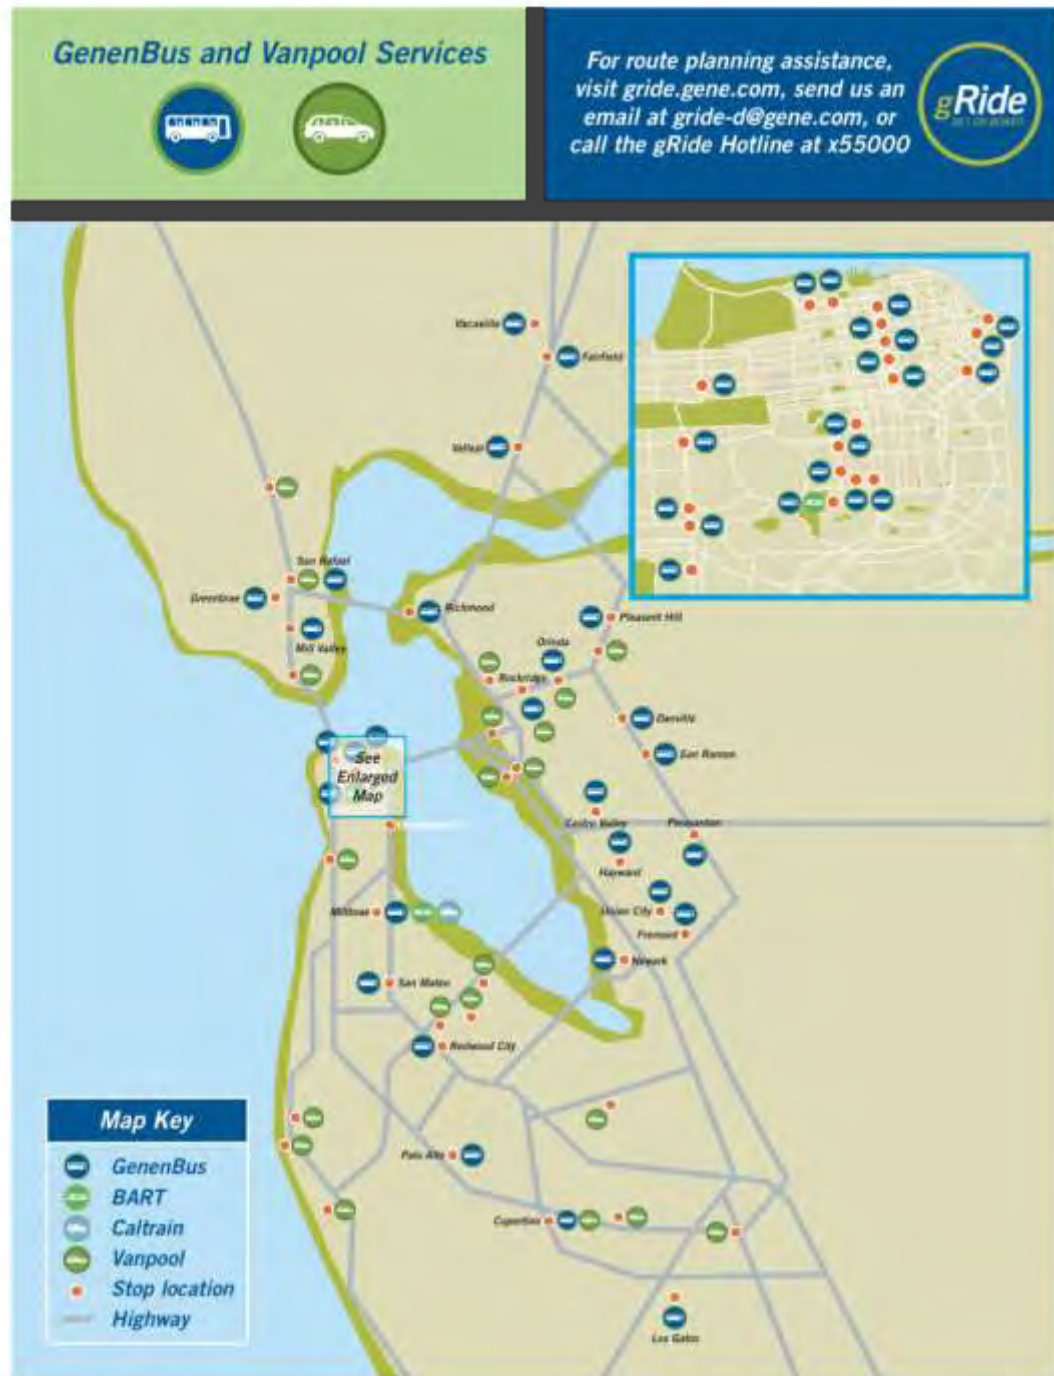 GenenBus and Vanpool Services
For route planning assistance,
visit gride.gene.com, send us an
email at gride-d@gene.com, or
call the gRide Hotline at x55000
gRide
Vacaville
Fairfield
Vallejo
San Rafael
Greenbrae
Mill Valley
Richmond
Pleasant Hill
Orinda
Rockridge
Danville
San Ramon
See
Enlarged
Map
Castro Valley
Pleasanton
Hayward
Union City
Fremont
Newark
Millbrae
San Mateo
Redwood City
Palo Alto
Cupertino
Los Gatos
Map Key
GenenBus
BART
Caltrain
Vanpool
Stop location
Highway